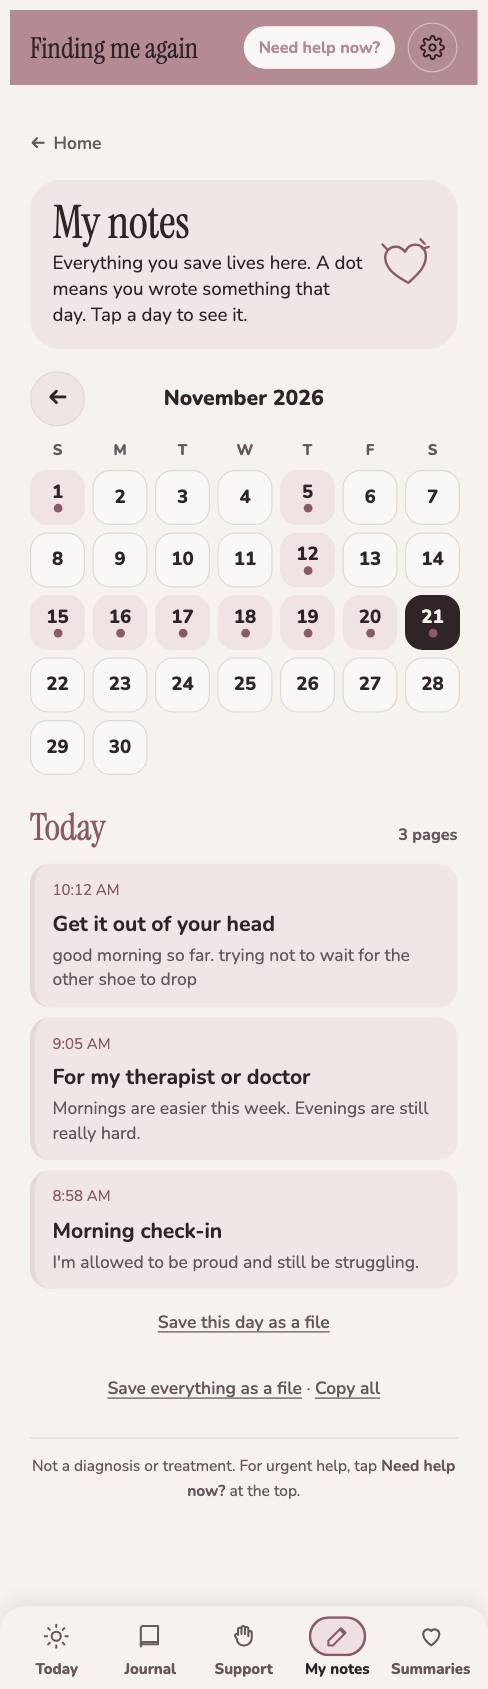 Finding me again
Need help now?
← Home
My notes
Everything you save lives here. A dot
means you wrote something that
day. Tap a day to see it.
← November 2026
S M T W T F S
1 2 3 4 5 6 7
8 9 10 11 12 13 14
15 16 17 18 19 20 21
22 23 24 25 26 27 28
29 30
Today
3 pages
10:12 AM
Get it out of your head
good morning so far. trying not to wait for the
other shoe to drop
9:05 AM
For my therapist or doctor
Mornings are easier this week. Evenings are still
really hard.
8:58 AM
Morning check-in
I'm allowed to be proud and still be struggling.
Save this day as a file
Save everything as a file · Copy all
Not a diagnosis or treatment. For urgent help, tap Need help
now? at the top.
Today Journal Support My notes Summaries